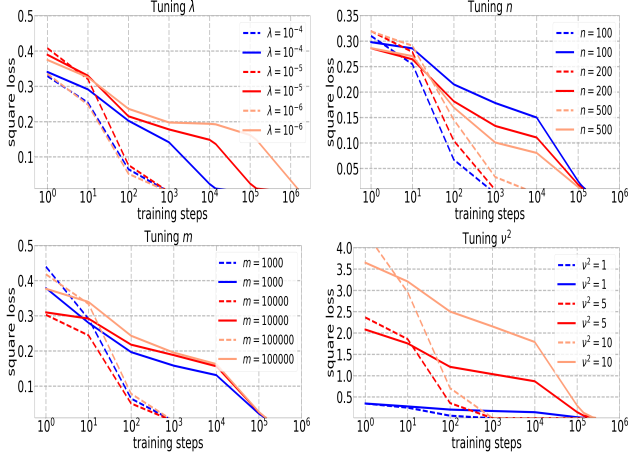 Tuning λ
square loss
0.5
0.4
0.3
0.2
0.1
λ = 10⁻⁴
λ = 10⁻⁴
λ = 10⁻⁵
λ = 10⁻⁵
λ = 10⁻⁶
λ = 10⁻⁶
10⁰ 10¹ 10² 10³ 10⁴ 10⁵ 10⁶
training steps
Tuning n
square loss
0.35
0.30
0.25
0.20
0.15
0.10
0.05
n = 100
n = 100
n = 200
n = 200
n = 500
n = 500
10⁰ 10¹ 10² 10³ 10⁴ 10⁵ 10⁶
training steps
Tuning m
square loss
0.5
0.4
0.3
0.2
0.1
m = 1000
m = 1000
m = 10000
m = 10000
m = 100000
m = 100000
10⁰ 10¹ 10² 10³ 10⁴ 10⁵ 10⁶
training steps
Tuning ν²
square loss
4.0
3.5
3.0
2.5
2.0
1.5
1.0
0.5
ν² = 1
ν² = 1
ν² = 5
ν² = 5
ν² = 10
ν² = 10
10⁰ 10¹ 10² 10³ 10⁴ 10⁵ 10⁶
training steps